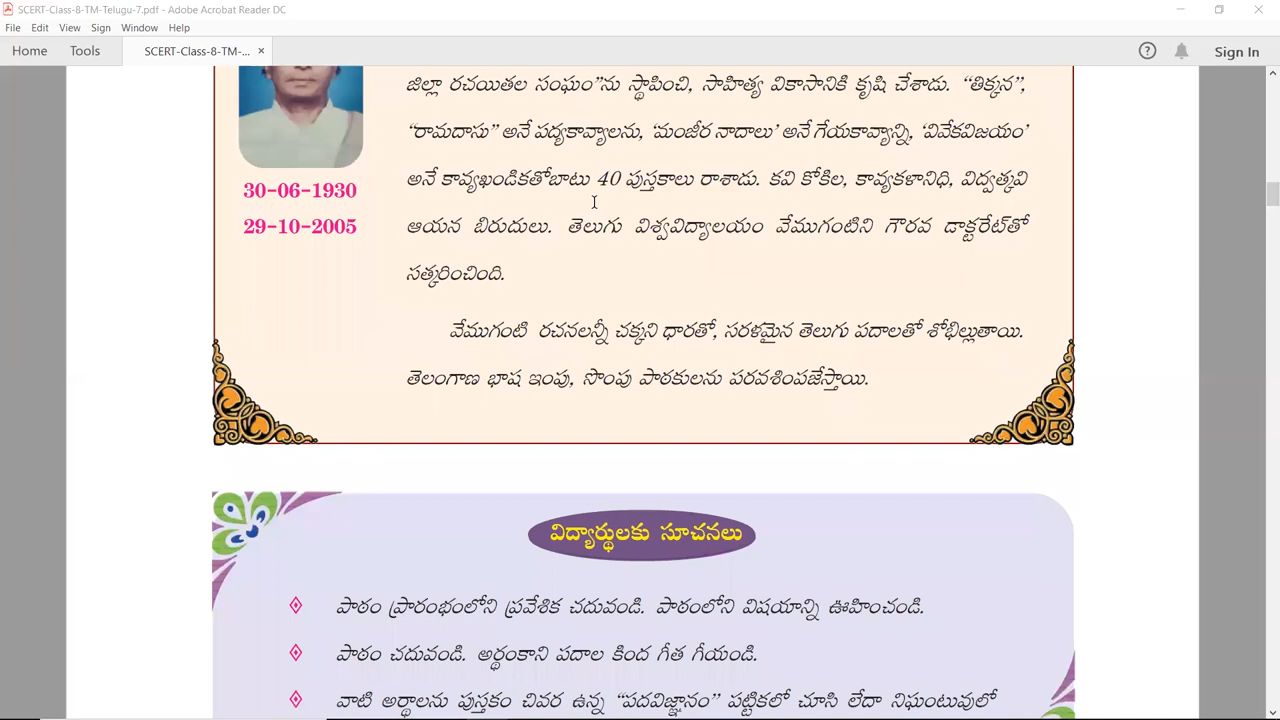 SCERT-Class-8-TM-Telugu-7.pdf - Adobe Acrobat Reader DC
File Edit View Sign Window Help
Home Tools SCERT-Class-8-TM-... × Sign In
జిల్లా రచయితల సంఘం”ను స్థాపించి, సాహిత్య వికాసానికి కృషి చేశాడు. “తిక్కన”,
“రామదాసు” అనే పద్యకావ్యాలను, ‘మంజీర నాదాలు’ అనే గేయకావ్యాన్ని, ‘వివేకవిజయం’
అనే కావ్యఖండికతోబాటు 40 పుస్తకాలు రాశాడు. కవి కోకిల, కావ్యకళానిధి, విద్వత్కవి
30-06-1930
ఆయన బిరుదులు. తెలుగు విశ్వవిద్యాలయం వేముగంటిని గౌరవ డాక్టరేట్‌తో
29-10-2005
సత్కరించింది.
వేముగంటి రచనలన్నీ చక్కని ధారతో, సరళమైన తెలుగు పదాలతో శోభిల్లుతాయి.
తెలంగాణ భాష ఇంపు, సొంపు పాఠకులను పరవశింపజేస్తాయి.
విద్యార్థులకు సూచనలు
పాఠం ప్రారంభంలోని ప్రవేశిక చదువండి. పాఠంలోని విషయాన్ని ఊహించండి.
పాఠం చదువండి. అర్థంకాని పదాల కింద గీత గీయండి.
వాటి అర్థాలను పుస్తకం చివర ఉన్న “పదవిజ్ఞానం” పట్టికలో చూసి లేదా నిఘంటువులో